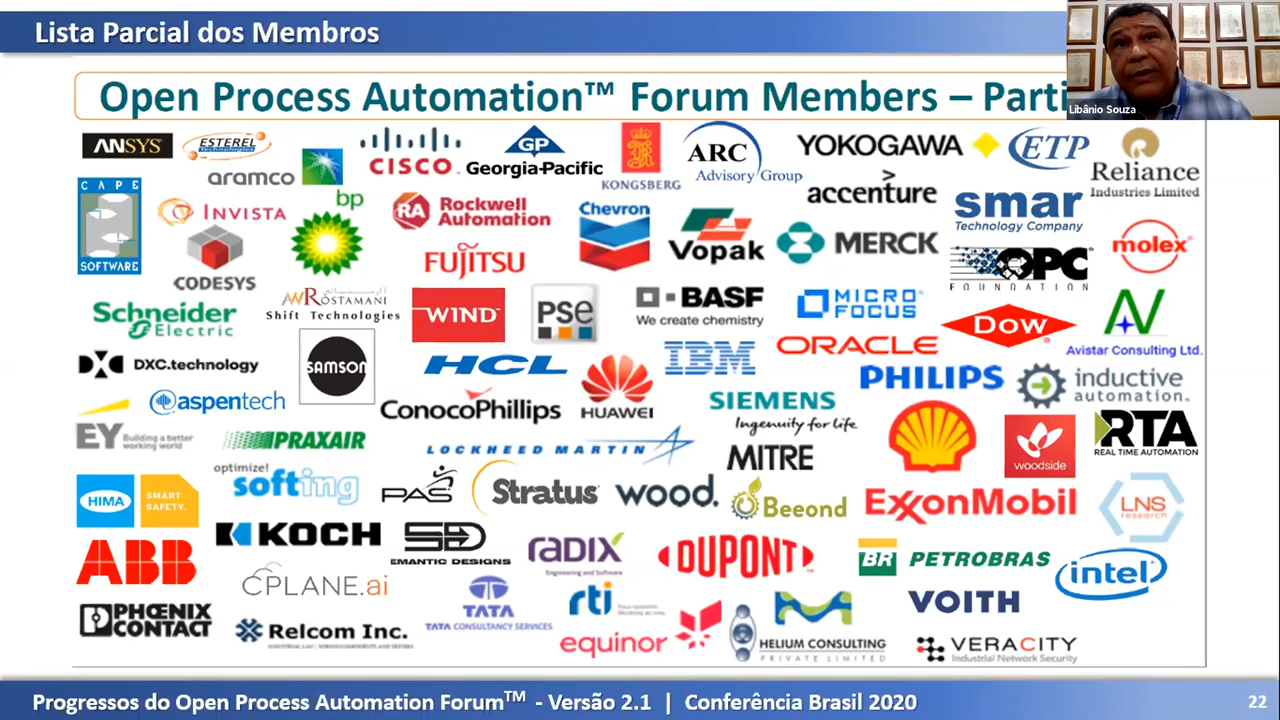 Lista Parcial dos Membros
Libânio Souza
Open Process Automation™ Forum Members – Parti
ANSYS
ESTEREL
Technologies
aramco
CISCO
GP
Georgia-Pacific
KONGSBERG
ARC
Advisory Group
YOKOGAWA
accenture
ETP
Reliance
Industries Limited
CAPE
SOFTWARE
INVISTA
CODESYS
bp
RA
Rockwell
Automation
FUJITSU
Chevron
Vopak
MERCK
smar
Technology Company
OPC
FOUNDATION
molex
Schneider
Electric
AW ROSTAMANI
Shift Technologies
WIND
pse
BASF
We create chemistry
MICRO
FOCUS
DOW
Avistar Consulting Ltd.
DXC.technology
SAMSON
HCL
HUAWEI
IBM
ORACLE
PHILIPS
inductive
automation
aspentech
ConocoPhillips
SIEMENS
Ingenuity for life
EY
Building a better
working world
PRAXAIR
LOCKHEED MARTIN
MITRE
woodside
RTA
REAL TIME AUTOMATION
HIMA
SMART
SAFETY.
optimize!
softing
PAS
Stratus
wood.
Beeond
ExxonMobil
LNS
research
ABB
KOCH
SD
EMANTIC DESIGNS
radix
Engineering and Software
DUPONT
BR
PETROBRAS
intel
CPLANE.ai
PHŒNIX
CONTACT
Relcom Inc.
TATA
TATA CONSULTANCY SERVICES
rti
equinor
HELIUM CONSULTING
PRIVATE LIMITED
VOITH
VERACITY
Industrial Network Security
Progressos do Open Process Automation Forum™ - Versão 2.1 | Conferência Brasil 2020
22